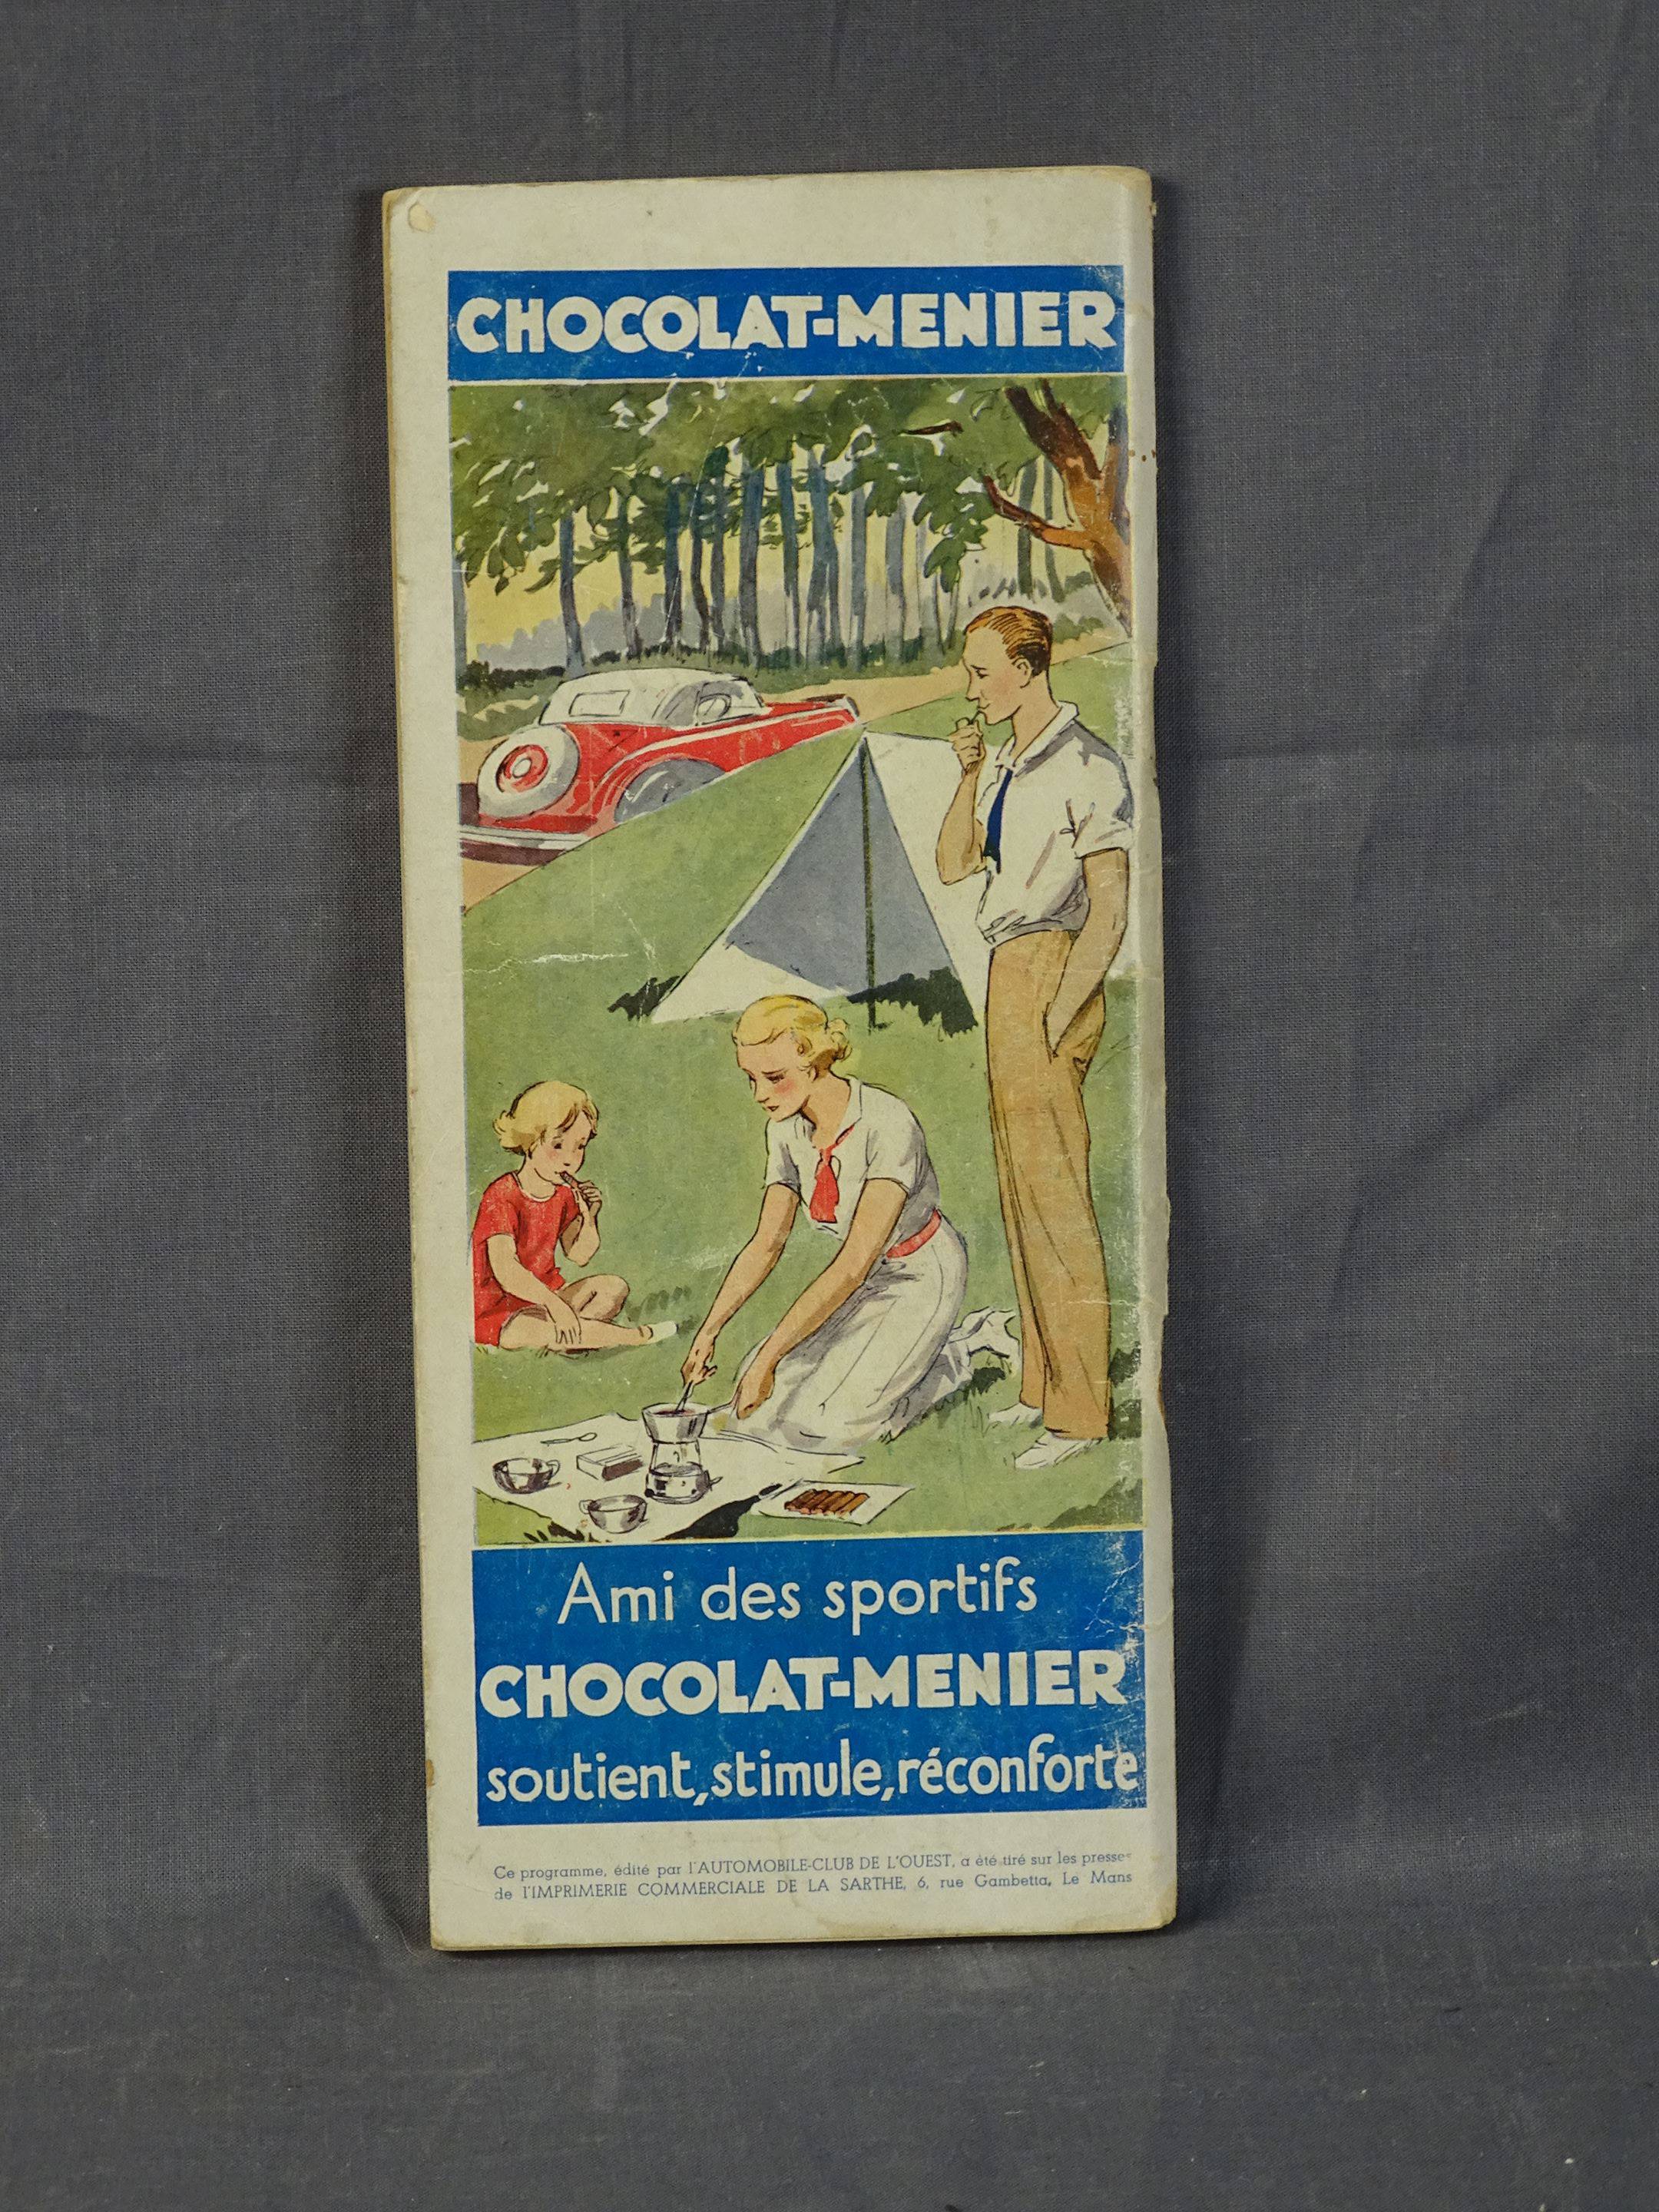 CHOCOLAT-MENIER
Ami des sportifs
CHOCOLAT-MENIER
soutient, stimule, réconforte
Ce programme, édité par l'AUTOMOBILE-CLUB DE L'OUEST, a été tiré sur les presses
de l'IMPRIMERIE COMMERCIALE DE LA SARTHE, 6, rue Gambetta, Le Mans